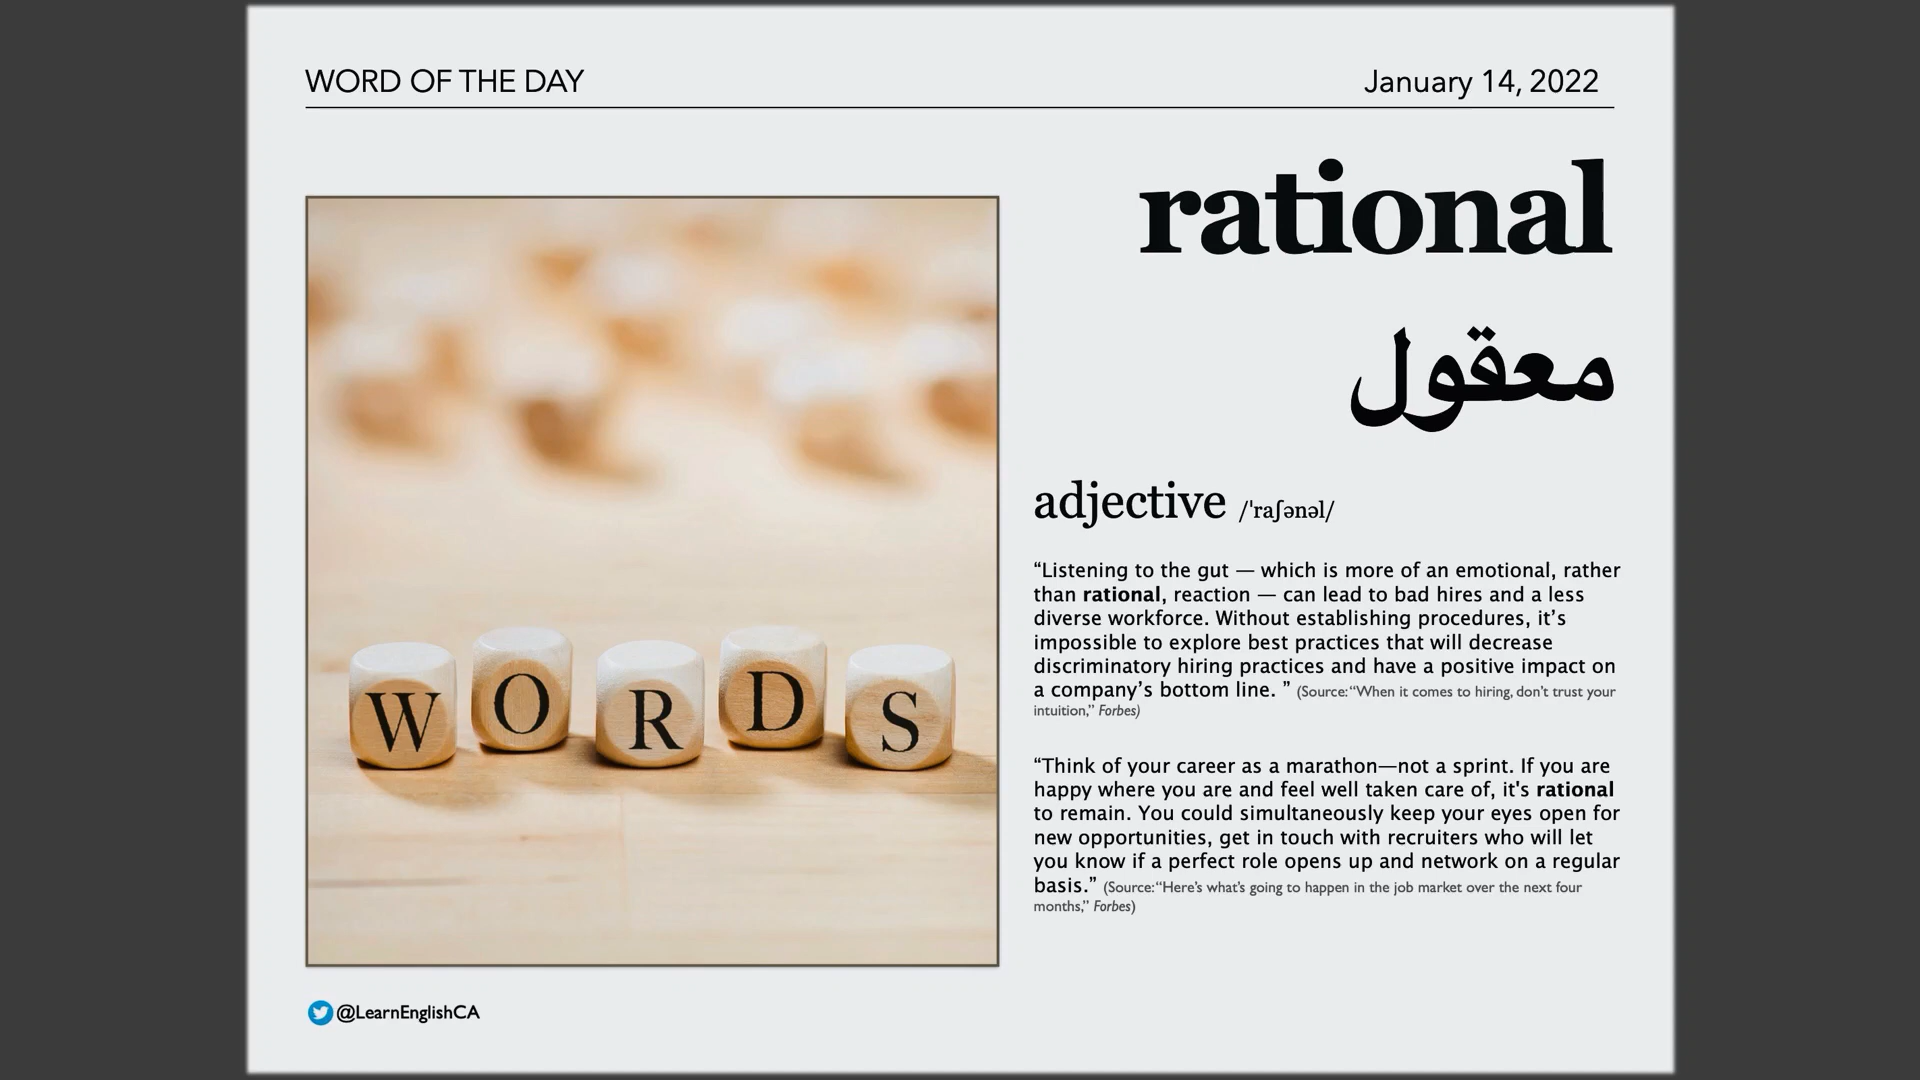 WORD OF THE DAY
January 14, 2022
rational
معقول
adjective /ˈraʃənəl/
“Listening to the gut — which is more of an emotional, rather
than rational, reaction — can lead to bad hires and a less
diverse workforce. Without establishing procedures, it’s
impossible to explore best practices that will decrease
discriminatory hiring practices and have a positive impact on
a company’s bottom line. ” (Source: “When it comes to hiring, don’t trust your
intuition,” Forbes)
“Think of your career as a marathon—not a sprint. If you are
happy where you are and feel well taken care of, it's rational
to remain. You could simultaneously keep your eyes open for
new opportunities, get in touch with recruiters who will let
you know if a perfect role opens up and network on a regular
basis.” (Source: “Here’s what’s going to happen in the job market over the next four
months,” Forbes)
WORDS
@LearnEnglishCA